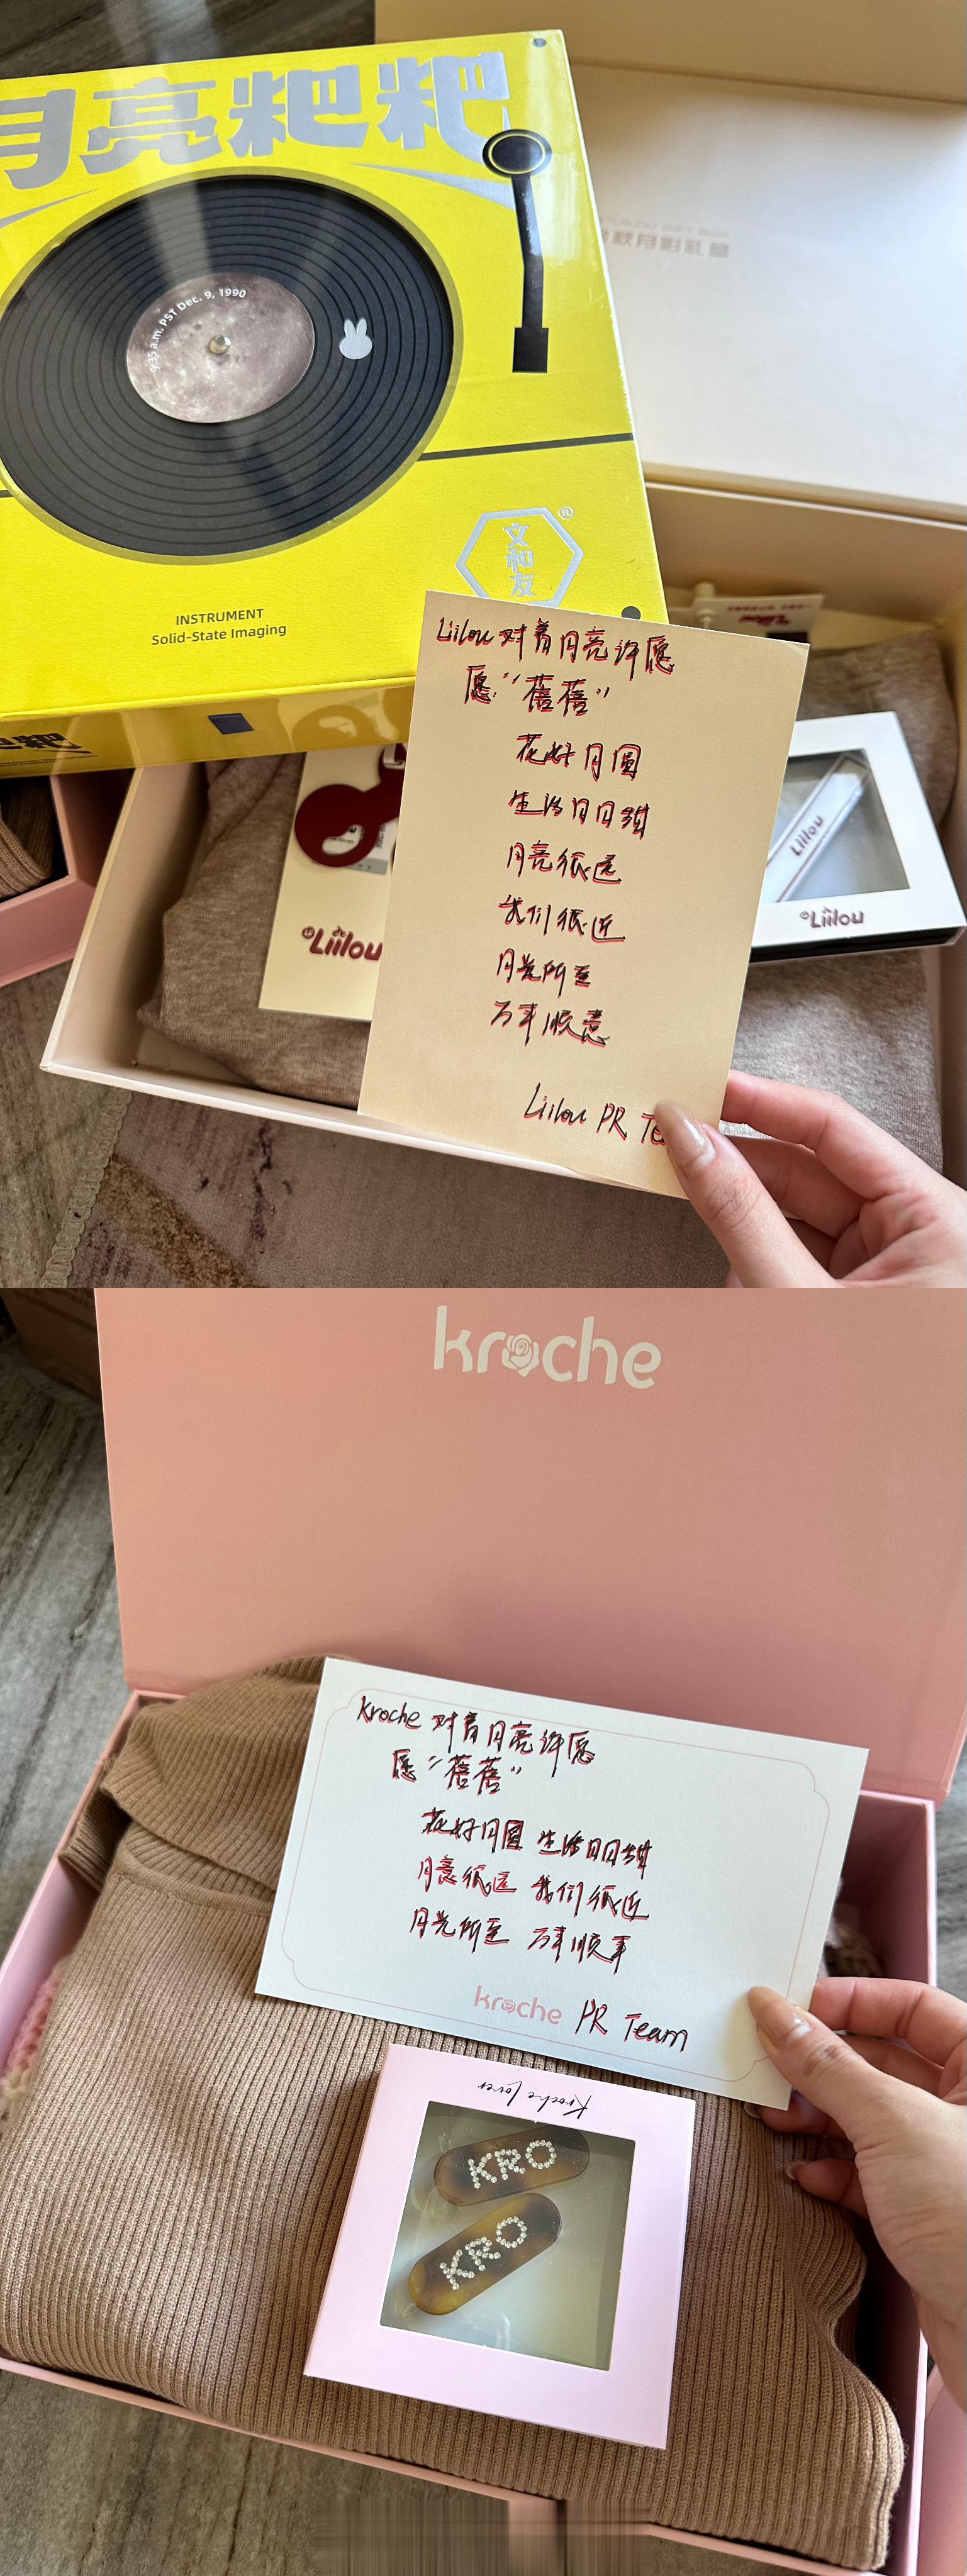 月亮粑粑
9:35 a.m. PST Dec. 9, 1990
文和友
®
INSTRUMENT
Solid-State Imaging
Liilou
Liilou
Liilou
Liilou 对着月亮许愿
愿:“蓓蓓”
花好月圆
生活日日甜
月亮很远
我们很近
月光所至
万事顺意
Liilou PR Te
kroche
Kroche 对着月亮许愿
愿“蓓蓓”
花好月圆 生活日日甜
月意很远 我们很近
月光所至 万事顺事
kroche PR Team
Kroche lover
KRO
KRO